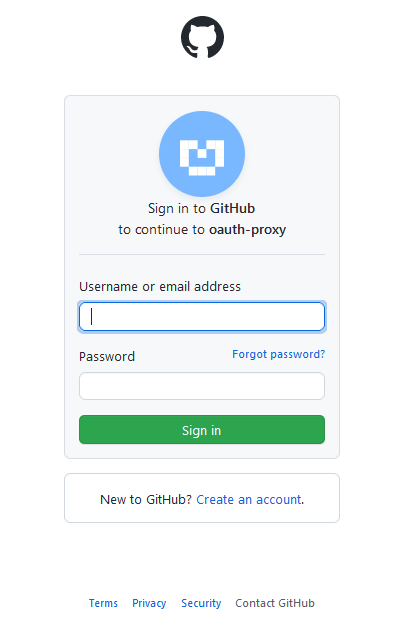 Sign in to GitHub
to continue to oauth-proxy
Username or email address
Password Forgot password?
Sign in
New to GitHub? Create an account.
Terms Privacy Security Contact GitHub